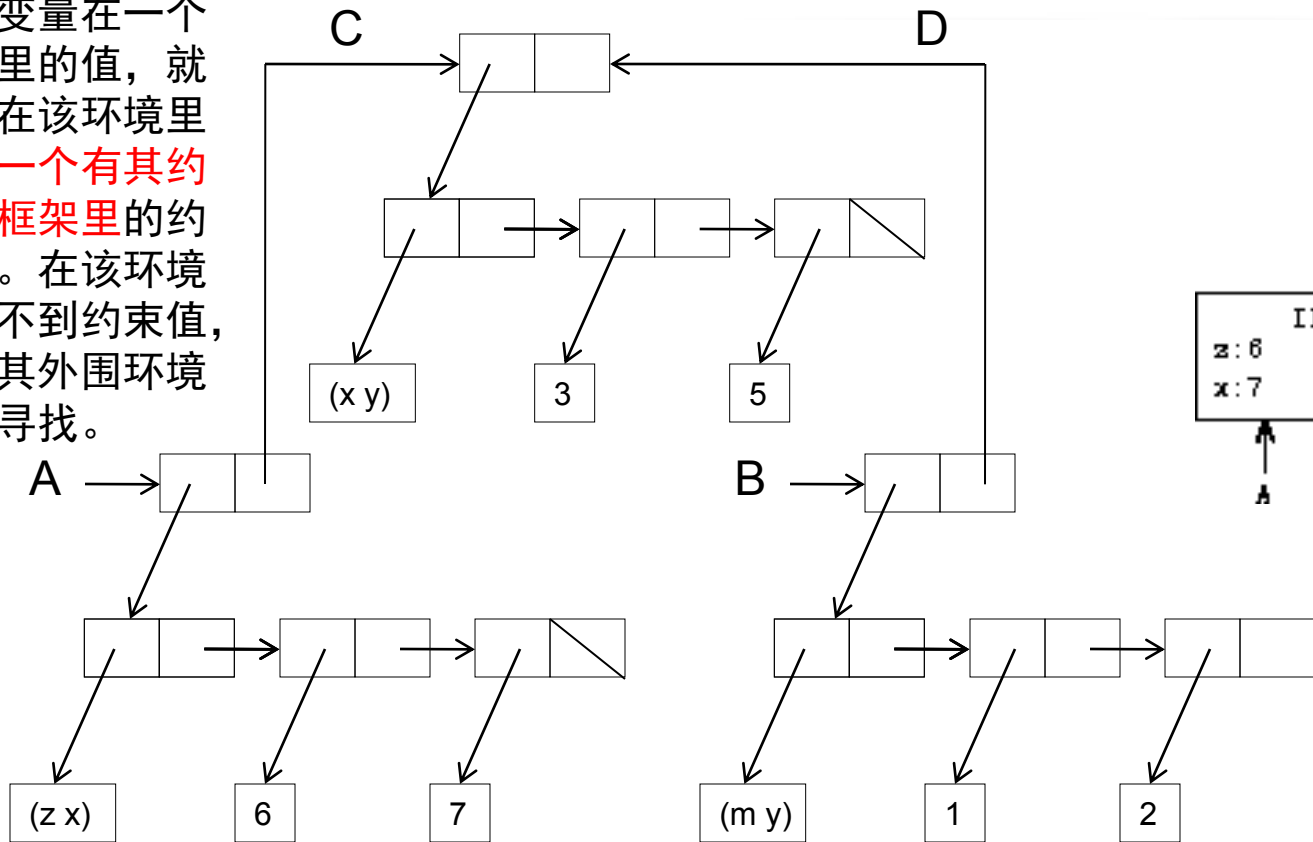 变量在一个
里的值，就
在该环境里
一个有其约
框架里的约
。在该环境
不到约束值，
其外围环境
寻找。
C
D
(x y)
3
5
z:6
x:7
A
A
B
(z x)
6
7
(m y)
1
2